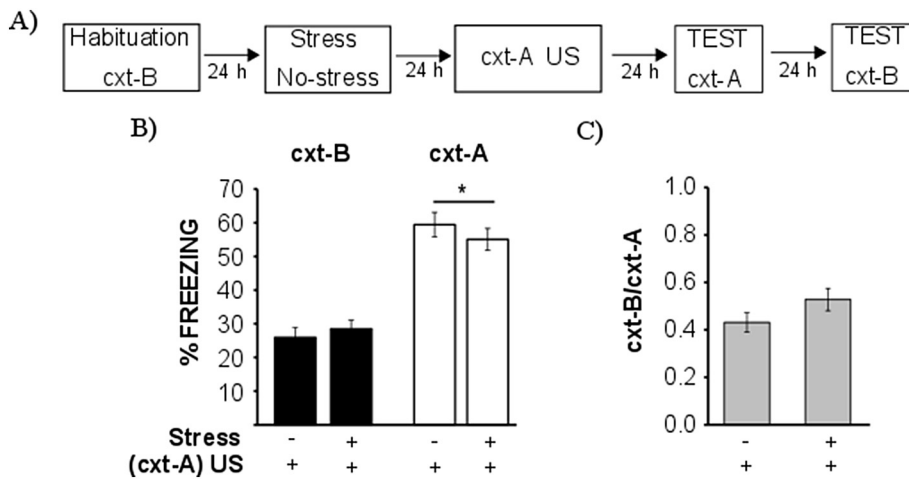 A)
Habituation
cxt-B
24 h
Stress
No-stress
24 h
cxt-A US
24 h
TEST
cxt-A
24 h
TEST
cxt-B
B)
cxt-B
cxt-A
% FREEZING
70
60
50
40
30
20
10
*
Stress - + - +
(cxt-A) US + + + +
C)
cxt-B/cxt-A
1.0
0.8
0.6
0.4
0.2
0.0
- +
+ +